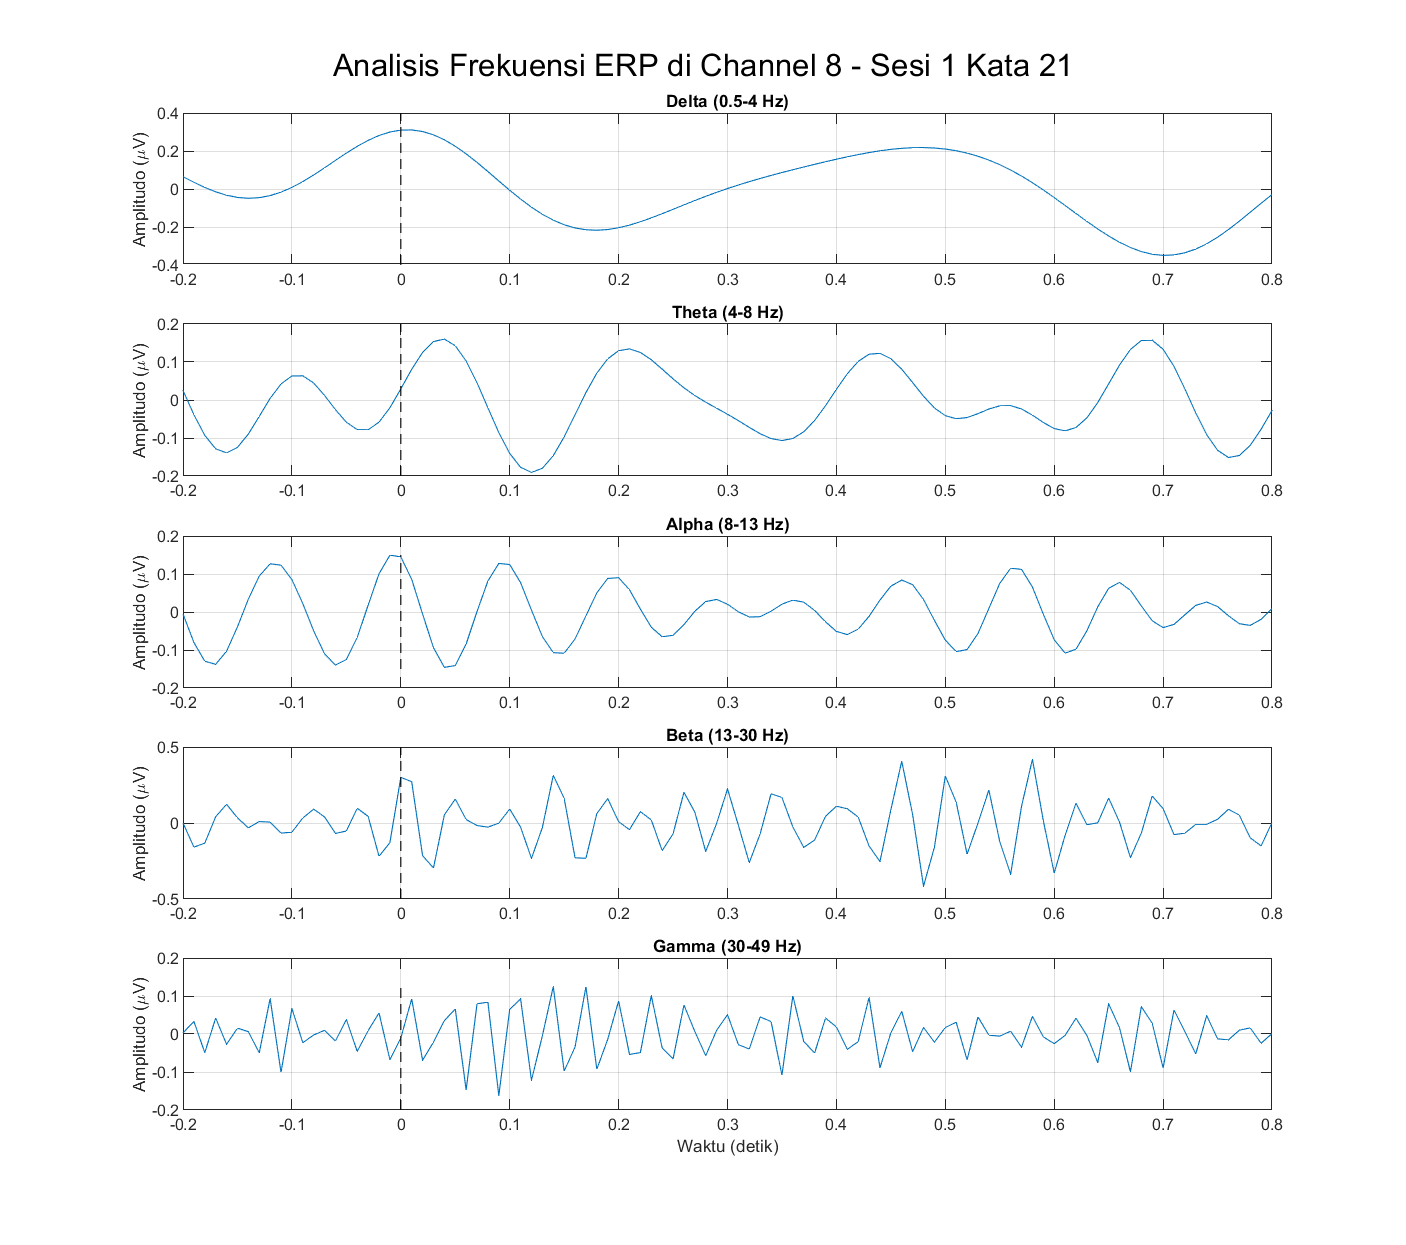 Analisis Frekuensi ERP di Channel 8 - Sesi 1 Kata 21
Delta (0.5-4 Hz)
Amplitudo (μV)
0.4
0.2
0
-0.2
-0.4
-0.2 -0.1 0 0.1 0.2 0.3 0.4 0.5 0.6 0.7 0.8
Theta (4-8 Hz)
Amplitudo (μV)
0.2
0.1
0
-0.1
-0.2
-0.2 -0.1 0 0.1 0.2 0.3 0.4 0.5 0.6 0.7 0.8
Alpha (8-13 Hz)
Amplitudo (μV)
0.2
0.1
0
-0.1
-0.2
-0.2 -0.1 0 0.1 0.2 0.3 0.4 0.5 0.6 0.7 0.8
Beta (13-30 Hz)
Amplitudo (μV)
0.5
0
-0.5
-0.2 -0.1 0 0.1 0.2 0.3 0.4 0.5 0.6 0.7 0.8
Gamma (30-49 Hz)
Amplitudo (μV)
0.2
0.1
0
-0.1
-0.2
-0.2 -0.1 0 0.1 0.2 0.3 0.4 0.5 0.6 0.7 0.8
Waktu (detik)